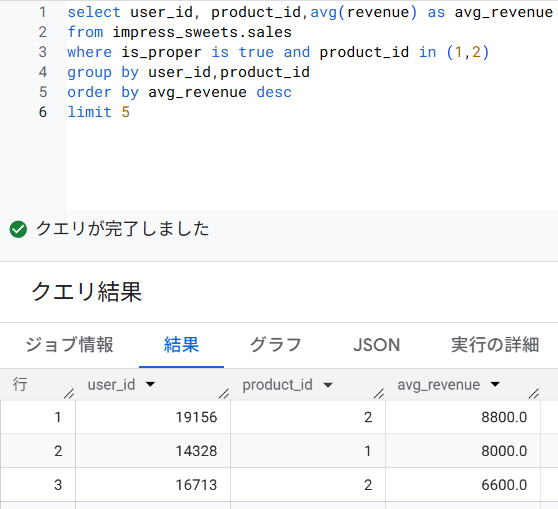 1 select user_id, product_id,avg(revenue) as avg_revenue
2 from impress_sweets.sales
3 where is_proper is true and product_id in (1,2)
4 group by user_id,product_id
5 order by avg_revenue desc
6 limit 5
クエリが完了しました
クエリ結果
ジョブ情報 結果 グラフ JSON 実行の詳細
行 user_id product_id avg_revenue
1 19156 2 8800.0
2 14328 1 8000.0
3 16713 2 6600.0